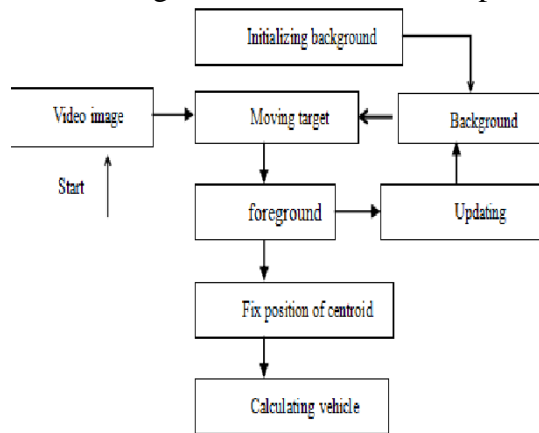 Initializing background
Video image
Moving target
Background
Start
foreground
Updating
Fix position of centroid
Calculating vehicle